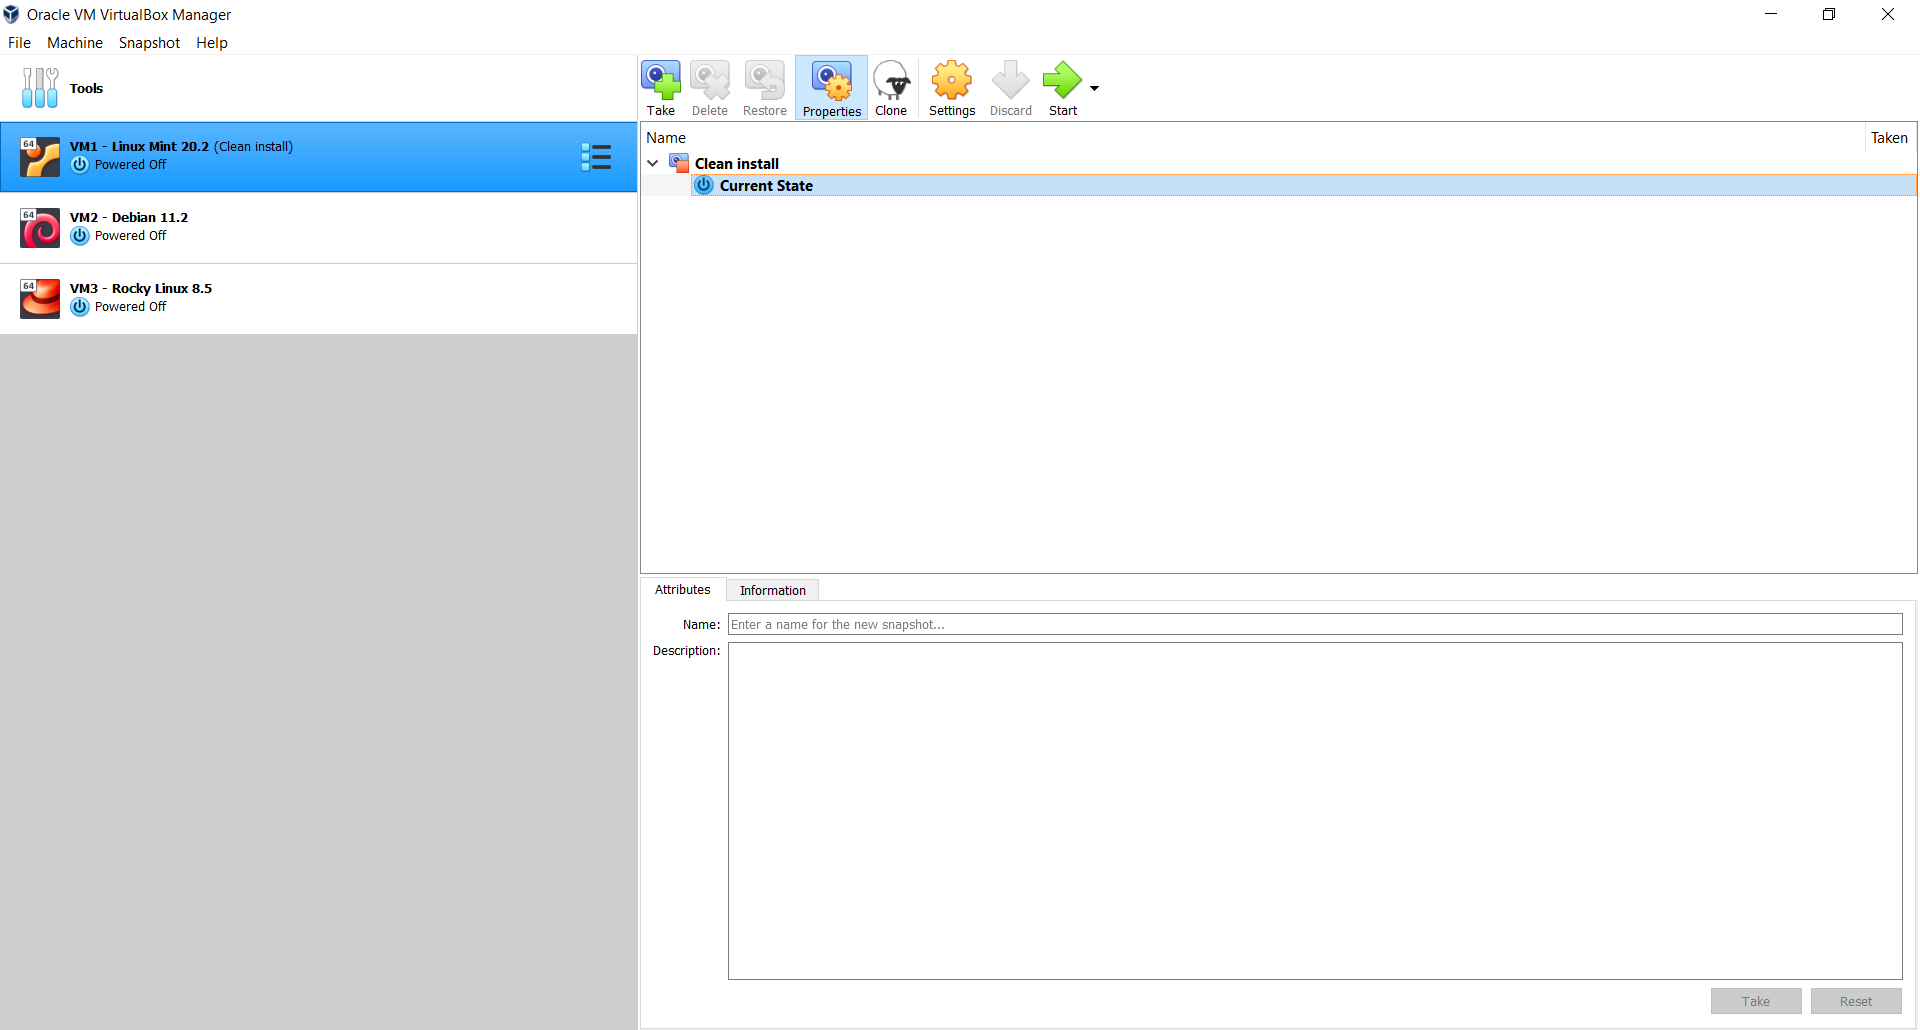 Oracle VM VirtualBox Manager
File Machine Snapshot Help
Tools
Take Delete Restore Properties Clone Settings Discard Start
64
VM1 - Linux Mint 20.2 (Clean install)
Powered Off
64
VM2 - Debian 11.2
Powered Off
64
VM3 - Rocky Linux 8.5
Powered Off
Name Taken
Clean install
Current State
Attributes Information
Name: Enter a name for the new snapshot...
Description:
Take Reset